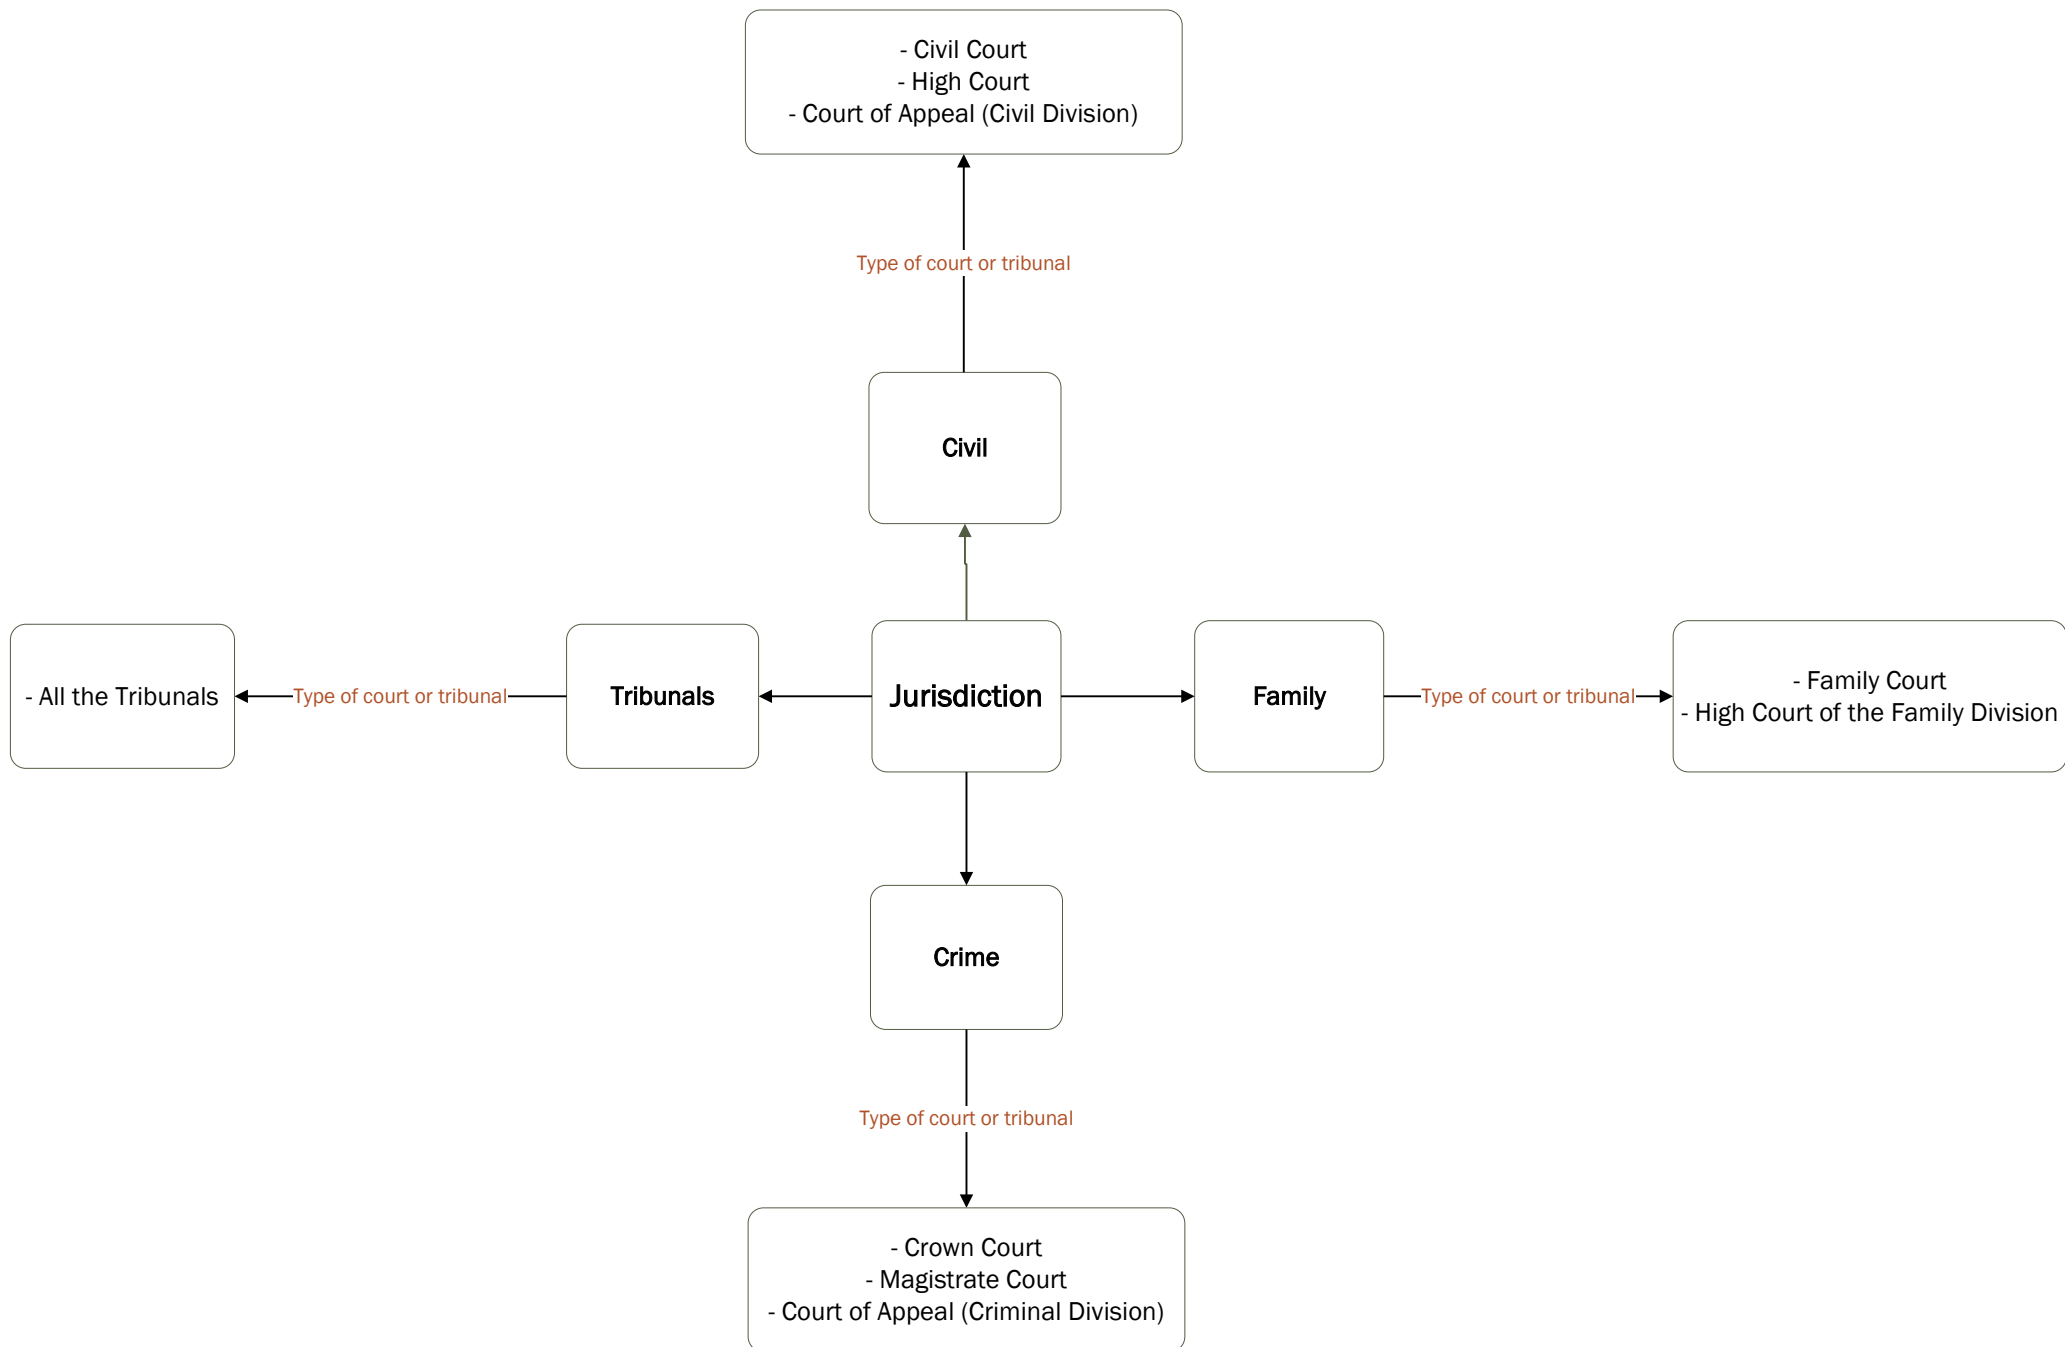 - Civil Court
- High Court
- Court of Appeal (Civil Division)
Type of court or tribunal
Civil
- All the Tribunals
Type of court or tribunal
Tribunals
Jurisdiction
Family
Type of court or tribunal
- Family Court
- High Court of the Family Division
Crime
Type of court or tribunal
- Crown Court
- Magistrate Court
- Court of Appeal (Criminal Division)